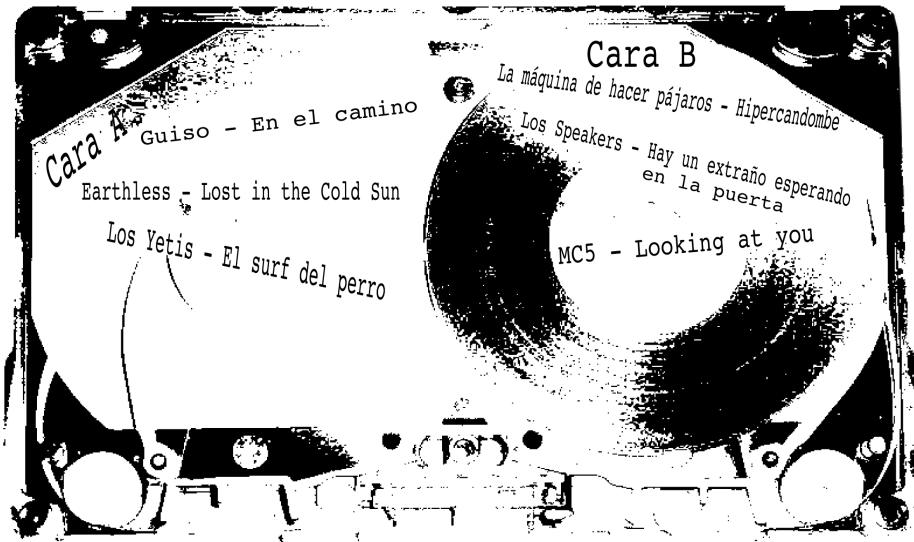 Cara A
Guiso - En el camino
Earthless - Lost in the Cold Sun
Los Yetis - El surf del perro
Cara B
La máquina de hacer pájaros - Hipercandombe
Los Speakers - Hay un extraño esperando
en la puerta
MC5 - Looking at you